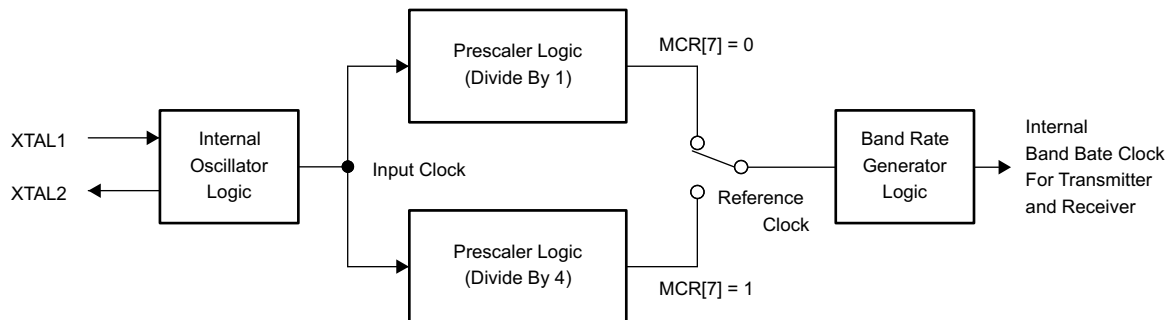 XTAL1
XTAL2
Internal
Oscillator
Logic
Input Clock
Prescaler Logic
(Divide By 1)
MCR[7] = 0
Prescaler Logic
(Divide By 4)
MCR[7] = 1
Reference
Clock
Band Rate
Generator
Logic
Internal
Band Bate Clock
For Transmitter
and Receiver